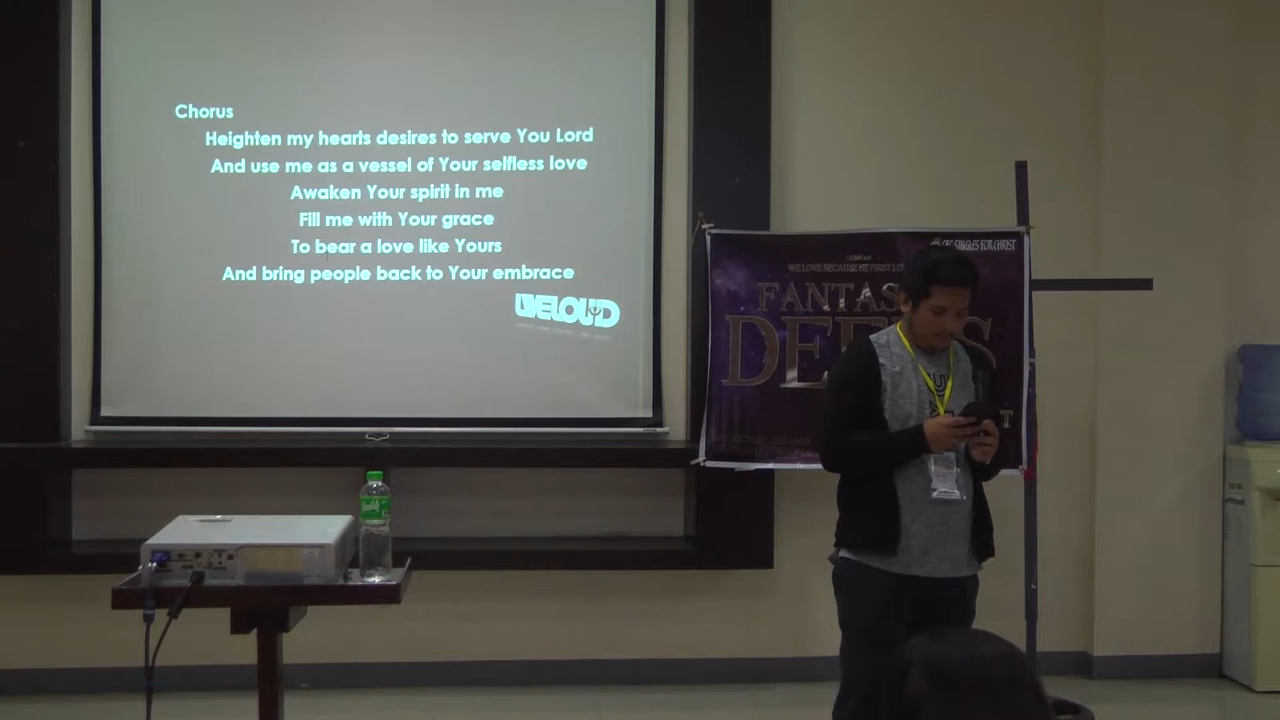 Chorus
Heighten my hearts desires to serve You Lord
And use me as a vessel of Your selfless love
Awaken Your spirit in me
Fill me with Your grace
To bear a love like Yours
And bring people back to Your embrace
LIVELOUD
CFC SINGLES FOR CHRIST
WE LOVE BECAUSE HE FIRST